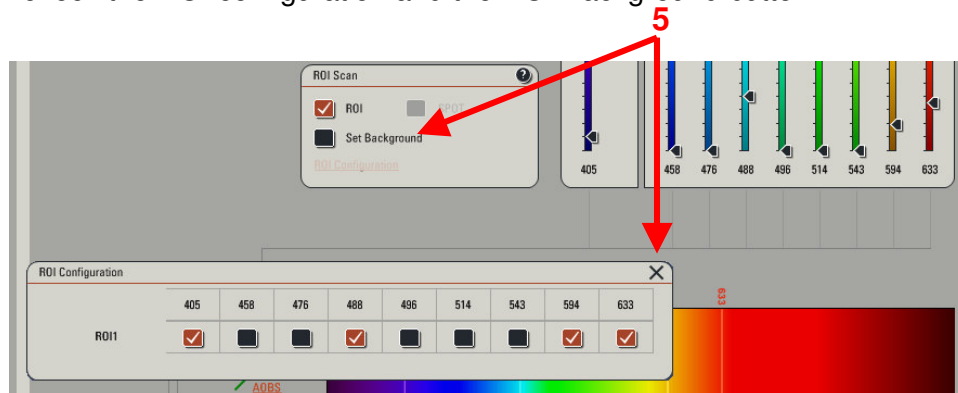 5
ROI Scan
ROI
SPOT
Set Background
ROI Configuration
405 458 476 488 496 514 543 594 633
ROI Configuration
405 458 476 488 496 514 543 594 633
ROI1
633
AOBS